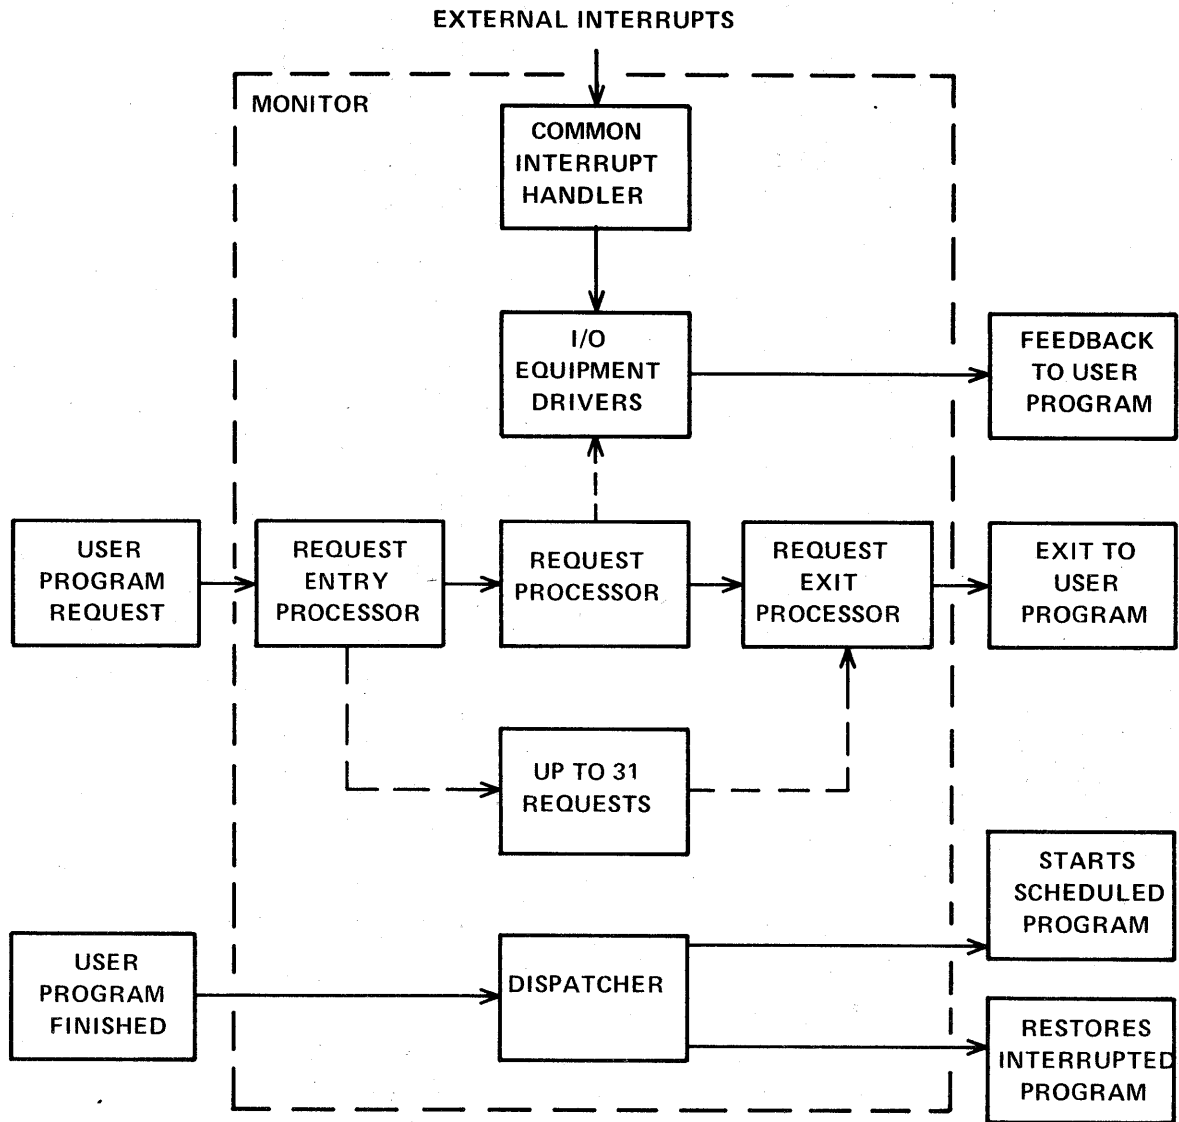 EXTERNAL INTERRUPTS
MONITOR
COMMON
INTERRUPT
HANDLER
I/O
EQUIPMENT
DRIVERS
FEEDBACK
TO USER
PROGRAM
USER
PROGRAM
REQUEST
REQUEST
ENTRY
PROCESSOR
REQUEST
PROCESSOR
REQUEST
EXIT
PROCESSOR
EXIT TO
USER
PROGRAM
UP TO 31
REQUESTS
STARTS
SCHEDULED
PROGRAM
USER
PROGRAM
FINISHED
DISPATCHER
RESTORES
INTERRUPTED
PROGRAM